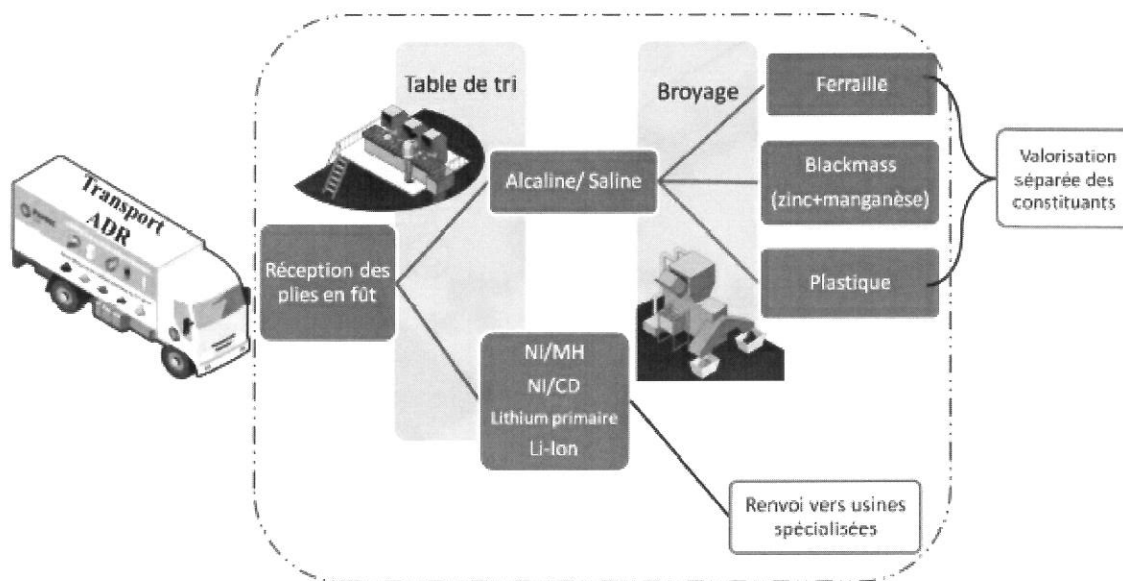 Transport
ADR
Réception des
plies en fût
Table de tri
Alcaline/ Saline
NI/MH
NI/CD
Lithium primaire
Li-Ion
Broyage
Ferraille
Blackmass
(zinc+manganèse)
Plastique
Valorisation
séparée des
constituants
Renvoi vers usines
spécialisées